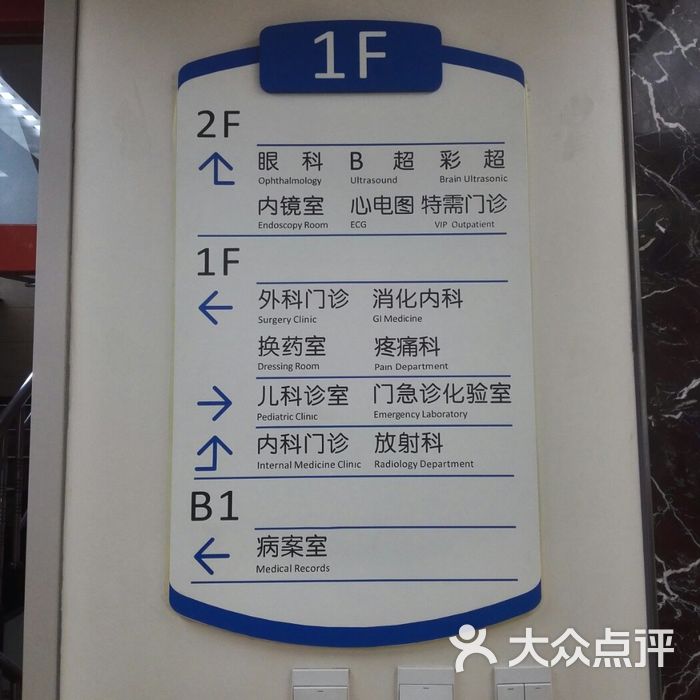 1F
2F
眼科 B超 彩超
Ophthalmology Ultrasound Brain Ultrasonic
内镜室 心电图 特需门诊
Endoscopy Room ECG VIP Outpatient
1F
外科门诊 消化内科
Surgery Clinic GI Medicine
换药室 疼痛科
Dressing Room Pain Department
儿科诊室 门急诊化验室
Pediatric Clinic Emergency Laboratory
内科门诊 放射科
Internal Medicine Clinic Radiology Department
B1
病案室
Medical Records
大众点评